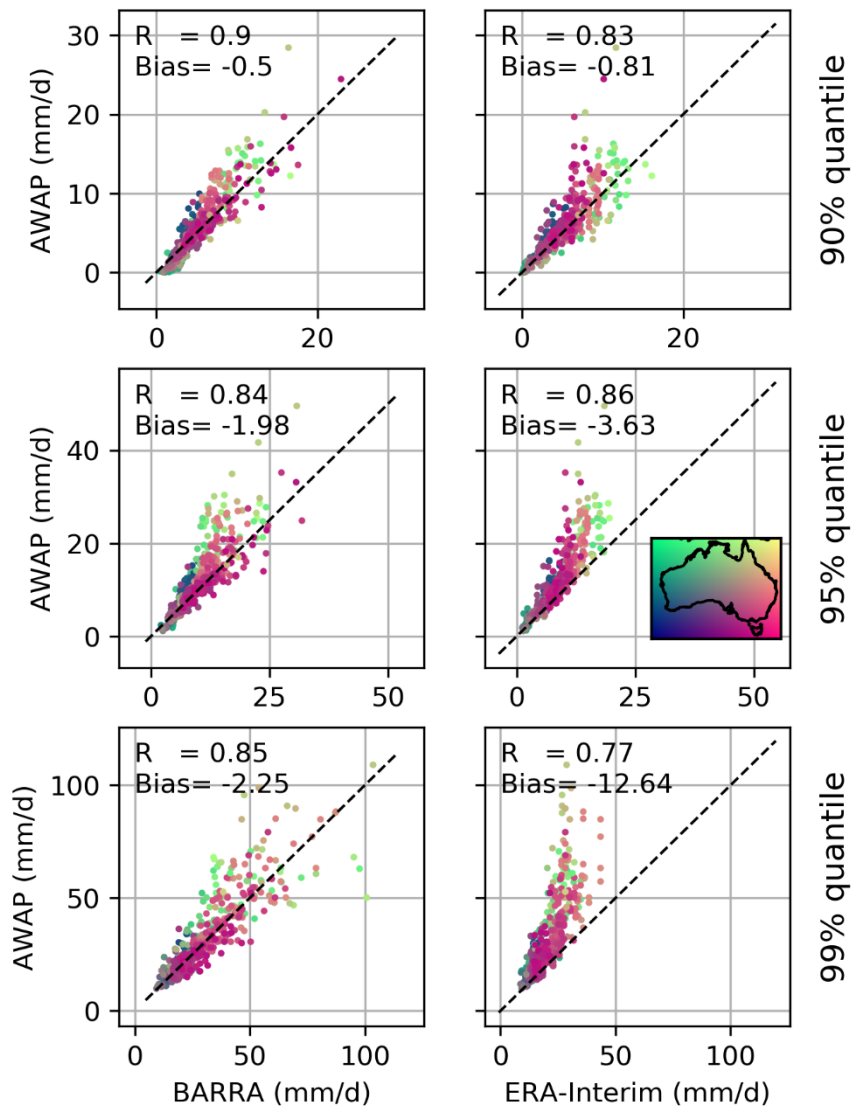 R = 0.9
Bias= -0.5
R = 0.83
Bias= -0.81
30
20
10
0
AWAP (mm/d)
0 20
0 20
90% quantile
R = 0.84
Bias= -1.98
R = 0.86
Bias= -3.63
40
20
0
AWAP (mm/d)
0 25 50
0 25 50
95% quantile
R = 0.85
Bias= -2.25
R = 0.77
Bias= -12.64
100
50
0
AWAP (mm/d)
0 50 100
0 50 100
99% quantile
BARRA (mm/d)
ERA-Interim (mm/d)